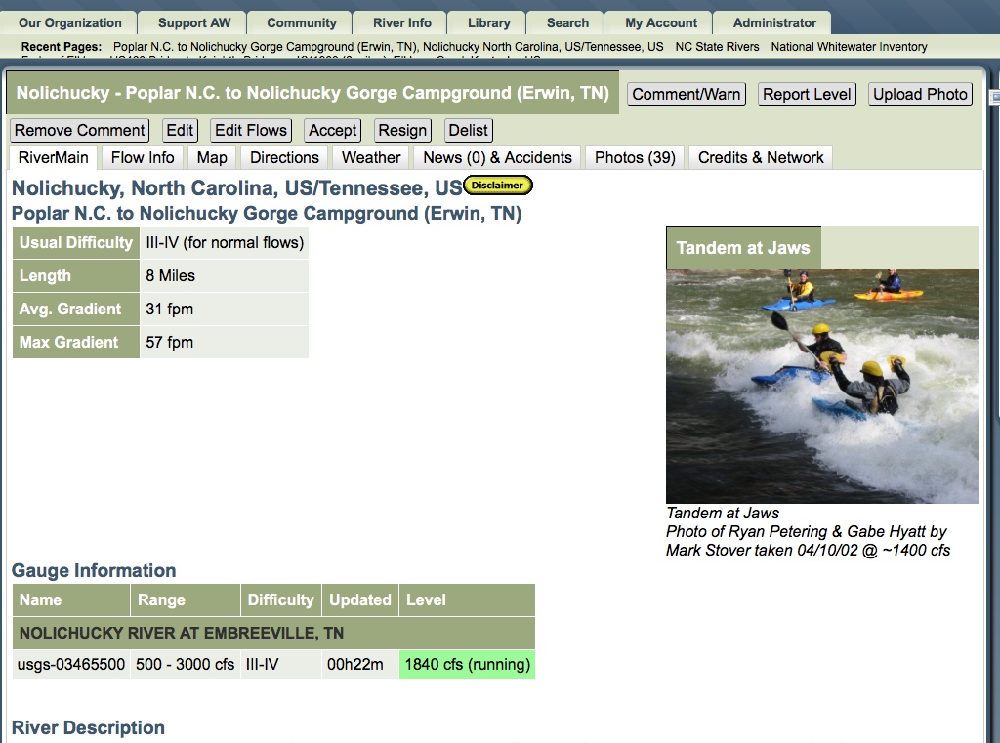 Our Organization Support AW Community River Info Library Search My Account Administrator
Recent Pages: Poplar N.C. to Nolichucky Gorge Campground (Erwin, TN), Nolichucky North Carolina, US/Tennessee, US NC State Rivers National Whitewater Inventory
Nolichucky - Poplar N.C. to Nolichucky Gorge Campground (Erwin, TN) Comment/Warn Report Level Upload Photo
Remove Comment Edit Edit Flows Accept Resign Delist
RiverMain Flow Info Map Directions Weather News (0) & Accidents Photos (39) Credits & Network
Nolichucky, North Carolina, US/Tennessee, US Disclaimer
Poplar N.C. to Nolichucky Gorge Campground (Erwin, TN)
Usual Difficulty III-IV (for normal flows)
Length 8 Miles
Avg. Gradient 31 fpm
Max Gradient 57 fpm
Tandem at Jaws
Tandem at Jaws
Photo of Ryan Petering & Gabe Hyatt by
Mark Stover taken 04/10/02 @ ~1400 cfs
Gauge Information
Name Range Difficulty Updated Level
NOLICHUCKY RIVER AT EMBREEVILLE, TN
usgs-03465500 500 - 3000 cfs III-IV 00h22m 1840 cfs (running)
River Description